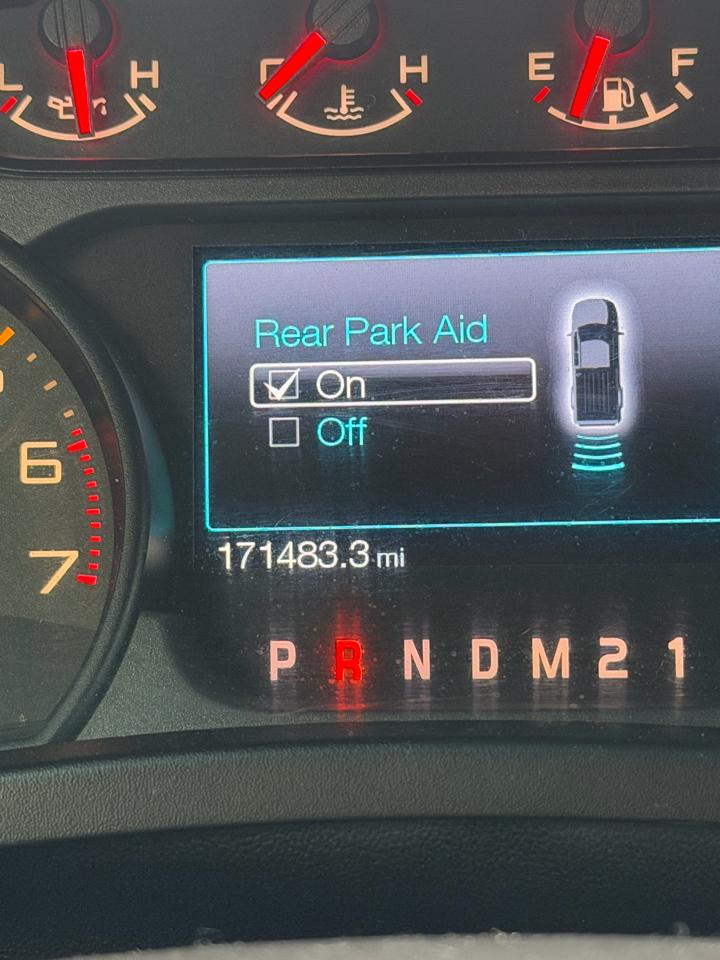 L H
C H
E F
Rear Park Aid
On
Off
6
7
171483.3 mi
P R N D M 2 1